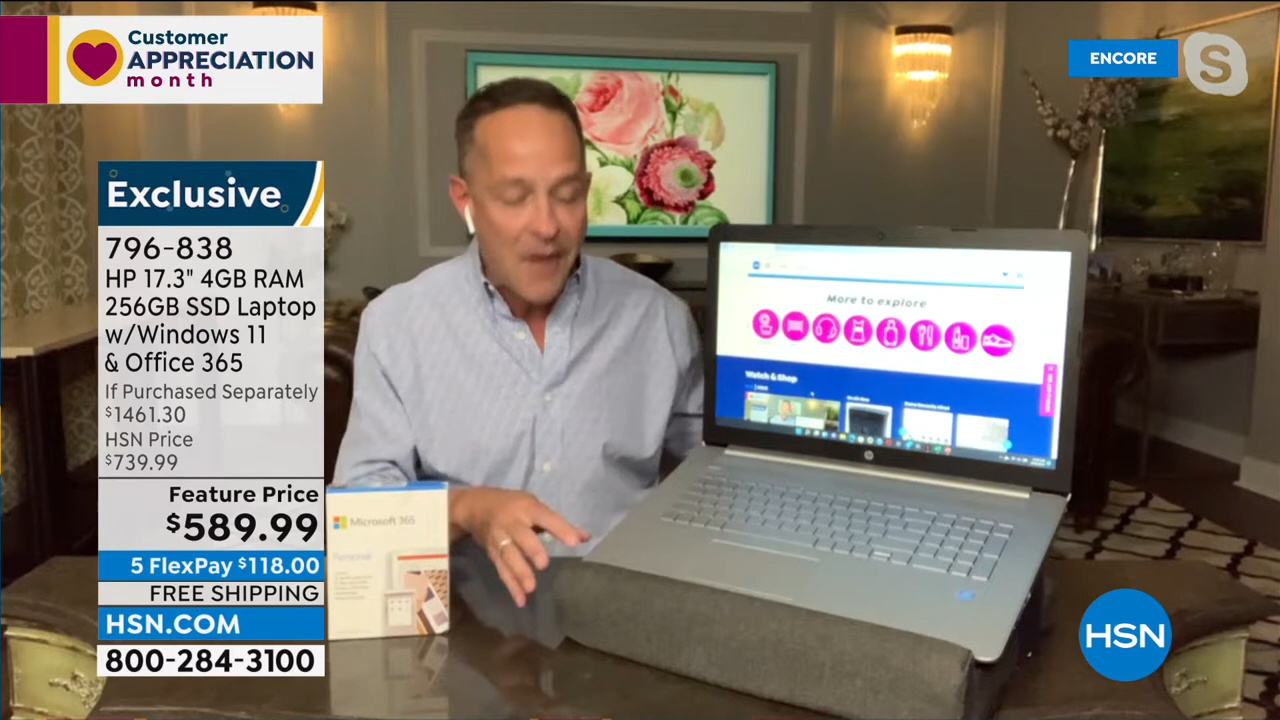 Customer
APPRECIATION
month
ENCORE
S
Exclusive
796-838
HP 17.3" 4GB RAM
256GB SSD Laptop
w/Windows 11
& Office 365
If Purchased Separately
$1461.30
HSN Price
$739.99
Feature Price
$589.99
5 FlexPay $118.00
FREE SHIPPING
HSN.COM
800-284-3100
More to explore
Watch & Shop
hp
Microsoft 365
Personal
HSN